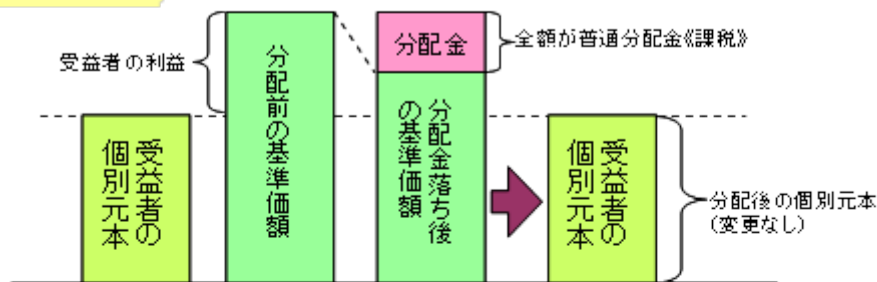 受益者の利益
分配前の基準価額
分配金
全額が普通分配金《課税》
受益者の
個別元本
分配金落ち後
の基準価額
受益者の
個別元本
分配後の個別元本
(変更なし)